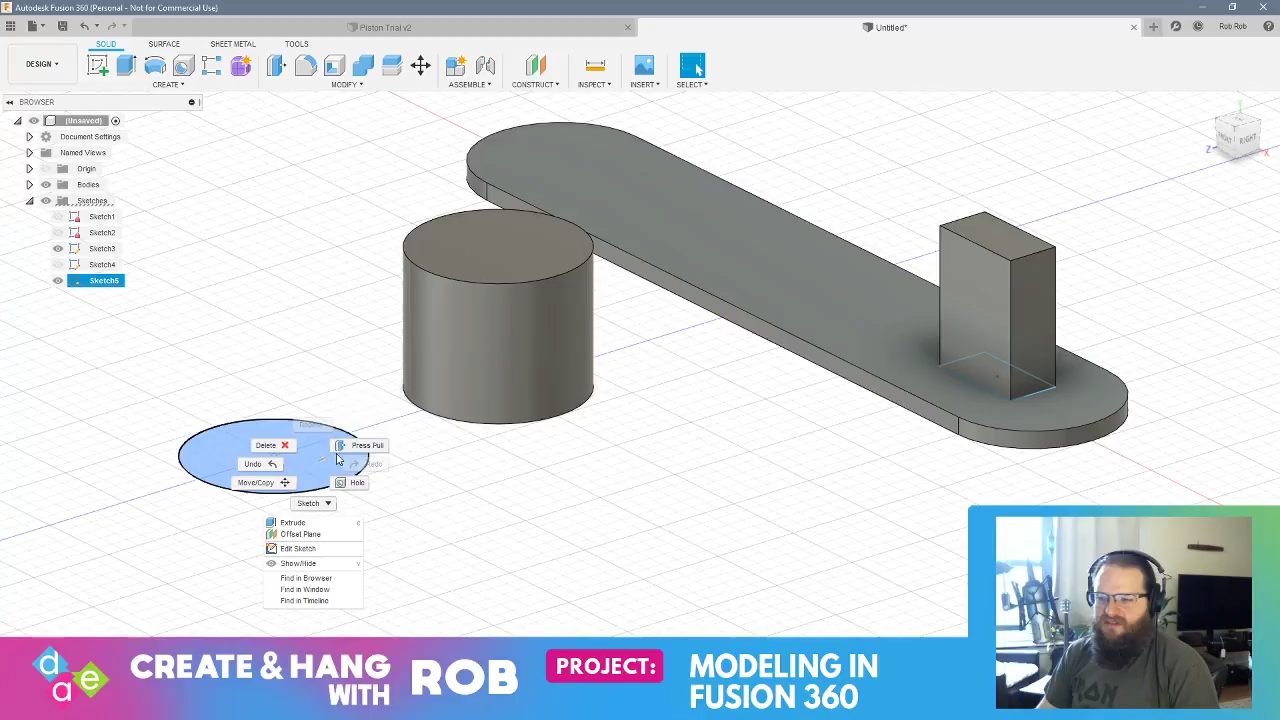 Autodesk Fusion 360 (Personal - Not for Commercial Use)
Piston Trial v2
Untitled*
Rob Rob
SOLID
SURFACE
SHEET METAL
TOOLS
DESIGN
CREATE
MODIFY
ASSEMBLE
CONSTRUCT
INSPECT
INSERT
SELECT
BROWSER
(Unsaved)
Document Settings
Named Views
Origin
Bodies
Sketches
Sketch1
Sketch2
Sketch3
Sketch4
Sketch5
FRONT
RIGHT
Z
X
Delete
Press Pull
Undo
Redo
Move/Copy
Hole
Sketch
Extrude
e
Offset Plane
Edit Sketch
Show/Hide
v
Find in Browser
Find in Window
Find in Timeline
d
a
e
CREATE & HANG
WITH
ROB
PROJECT:
MODELING IN
FUSION 360